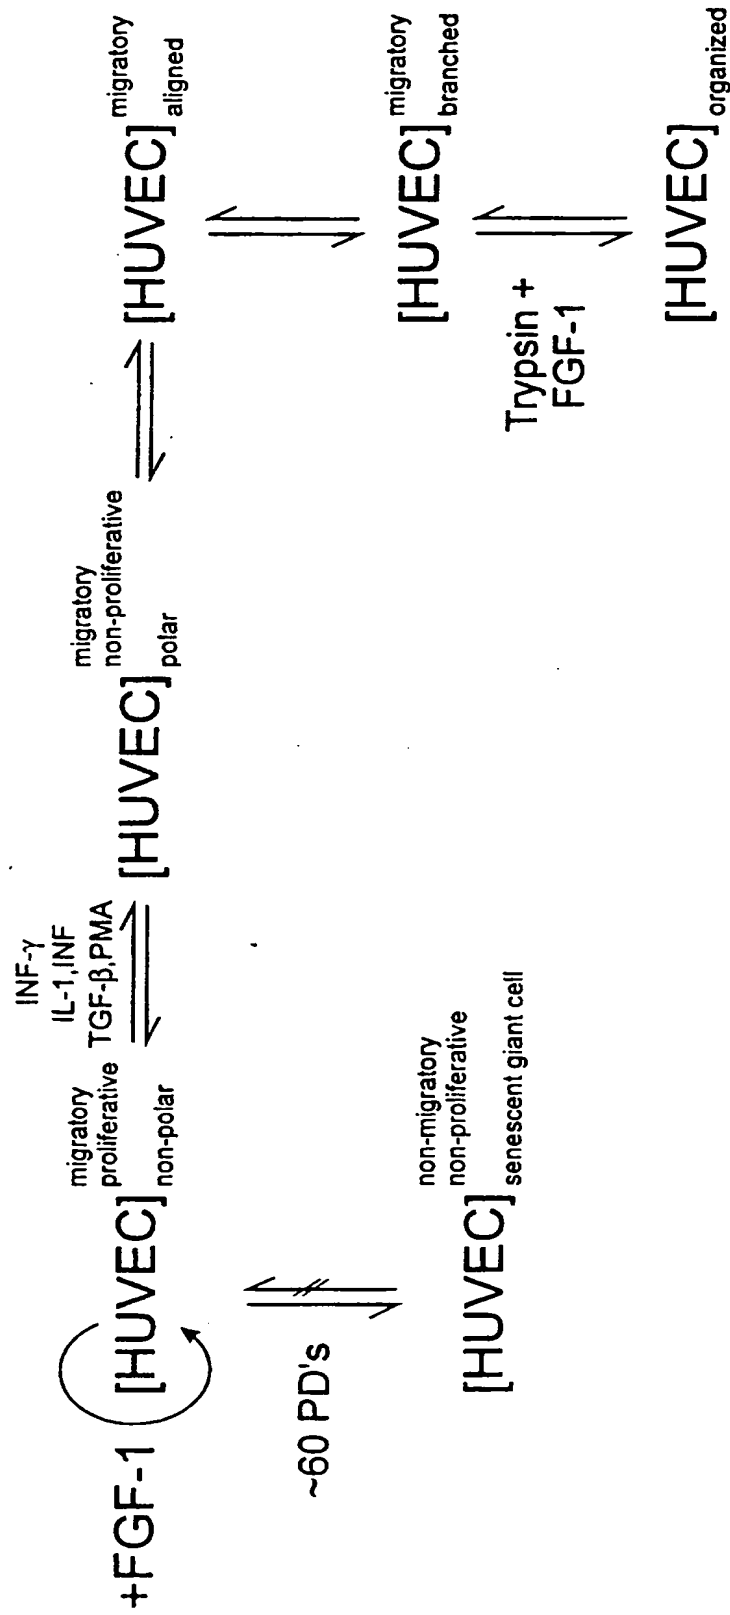 +FGF-1
[HUVEC]
migratory
proliferative
non-polar
INF-γ
IL-1,INF
TGF-β,PMA
[HUVEC]
migratory
non-proliferative
polar
[HUVEC]
migratory
aligned
~60 PD's
[HUVEC]
non-migratory
non-proliferative
senescent giant cell
[HUVEC]
migratory
branched
Trypsin +
FGF-1
[HUVEC]
organized